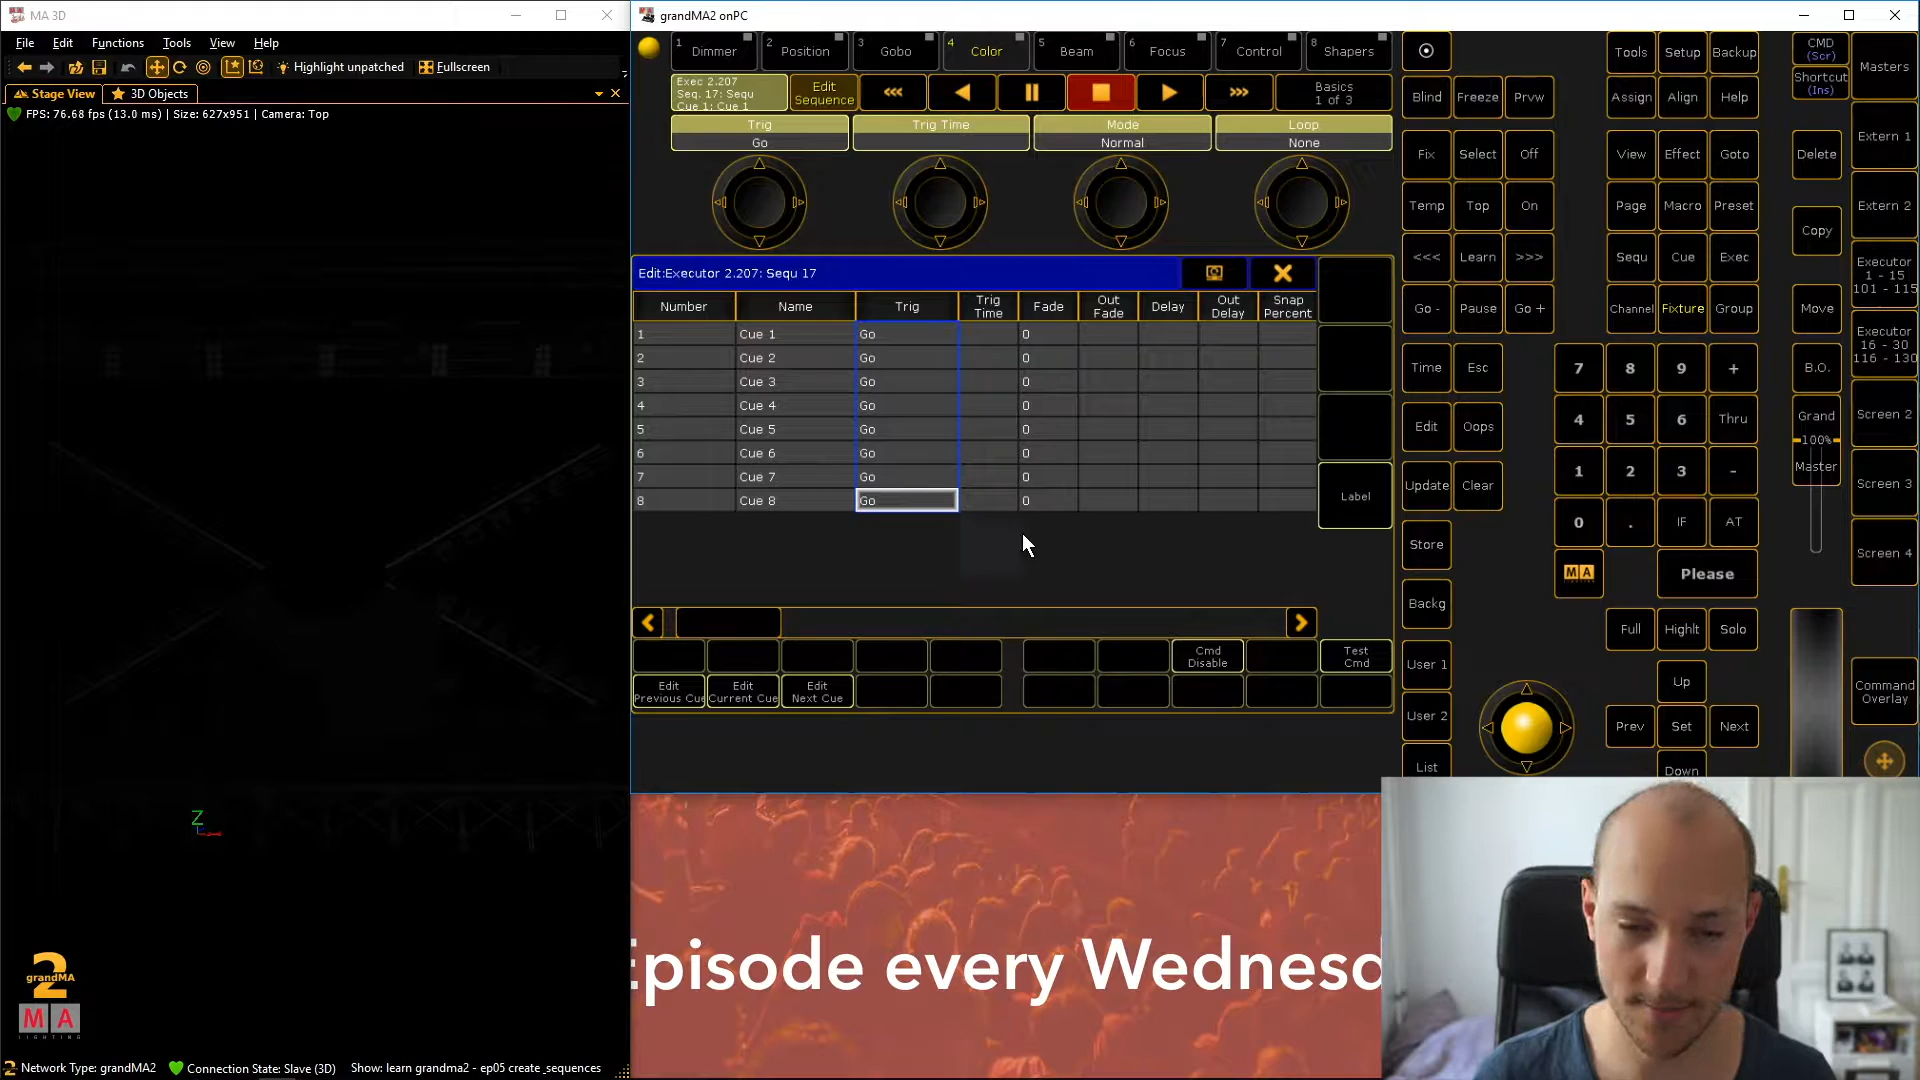 MA 3D
File Edit Functions Tools View Help
Highlight unpatched Fullscreen
Stage View 3D Objects
FPS: 76.68 fps (13.0 ms) | Size: 627x951 | Camera: Top
Z
2
grandMA
MA
LIGHTING
Network Type: grandMA2 Connection State: Slave (3D) Show: learn grandma2 - ep05 create_sequences
grandMA2 onPC
1 Dimmer 2 Position 3 Gobo 4 Color 5 Beam 6 Focus 7 Control 8 Shapers
Exec 2.207
Seq. 17: Sequ
Cue 1: Cue 1
Edit
Sequence
<<<
>>>
Basics
1 of 3
Trig Trig Time Mode Loop
Go Normal None
Edit:Executor 2.207: Sequ 17
Number Name Trig Trig Time Fade Out Fade Delay Out Delay Snap Percent
1 Cue 1 Go 0
2 Cue 2 Go 0
3 Cue 3 Go 0
4 Cue 4 Go 0
5 Cue 5 Go 0
6 Cue 6 Go 0
7 Cue 7 Go 0
8 Cue 8 Go 0
Label
Cmd
Disable
Test
Cmd
Edit
Previous Cue
Edit
Current Cue
Edit
Next Cue
Tools Setup Backup
Blind Freeze Prvw Assign Align Help
Fix Select Off View Effect Goto
Temp Top On Page Macro Preset
<<< Learn >>> Sequ Cue Exec
Go - Pause Go + Channel Fixture Group
Time Esc 7 8 9 +
Edit Oops 4 5 6 Thru
Update Clear 1 2 3 -
Store 0 . IF AT
MA Please
Backg
Full Highlt Solo
User 1
Up
User 2 Prev Set Next
List Down
CMD
(Scr)
Shortcut
(Ins)
Delete
Copy
Move
B.O.
Grand
100%
Master
Masters
Extern 1
Extern 2
Executor
1 - 15
101 - 115
Executor
16 - 30
116 - 130
Screen 2
Screen 3
Screen 4
Command
Overlay
Episode every Wednesd